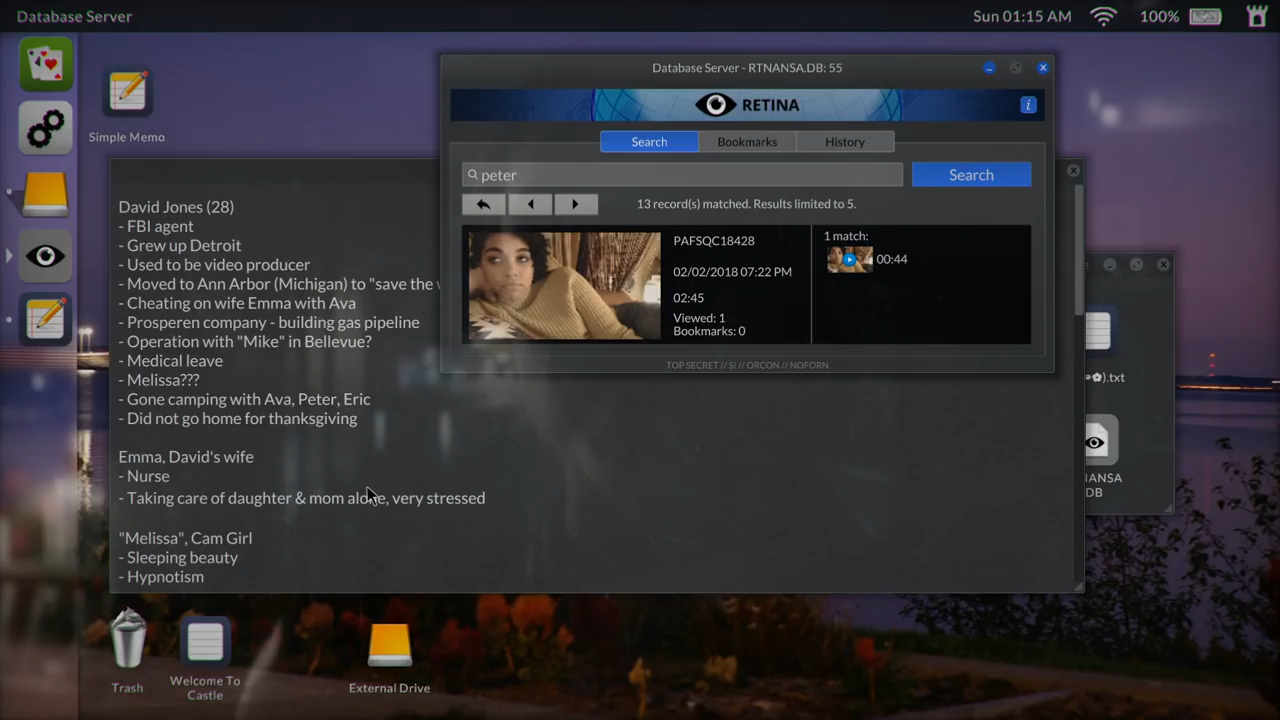 Database Server
Sun 01:15 AM
100%
Simple Memo
Database Server - RTNANSA.DB: 55
RETINA
i
Search
Bookmarks
History
peter
Search
13 record(s) matched. Results limited to 5.
PAFSQC18428
02/02/2018 07:22 PM
02:45
Viewed: 1
Bookmarks: 0
1 match:
00:44
TOP SECRET // SI // ORCON // NOFORN
David Jones (28)
- FBI agent
- Grew up Detroit
- Used to be video producer
- Moved to Ann Arbor (Michigan) to "save the
- Cheating on wife Emma with Ava
- Prosperen company - building gas pipeline
- Operation with "Mike" in Bellevue?
- Medical leave
- Melissa???
- Gone camping with Ava, Peter, Eric
- Did not go home for thanksgiving
Emma, David's wife
- Nurse
- Taking care of daughter & mom alone, very stressed
"Melissa", Cam Girl
- Sleeping beauty
- Hypnotism
✿).txt
ANSA
DB
Trash
Welcome To
Castle
External Drive